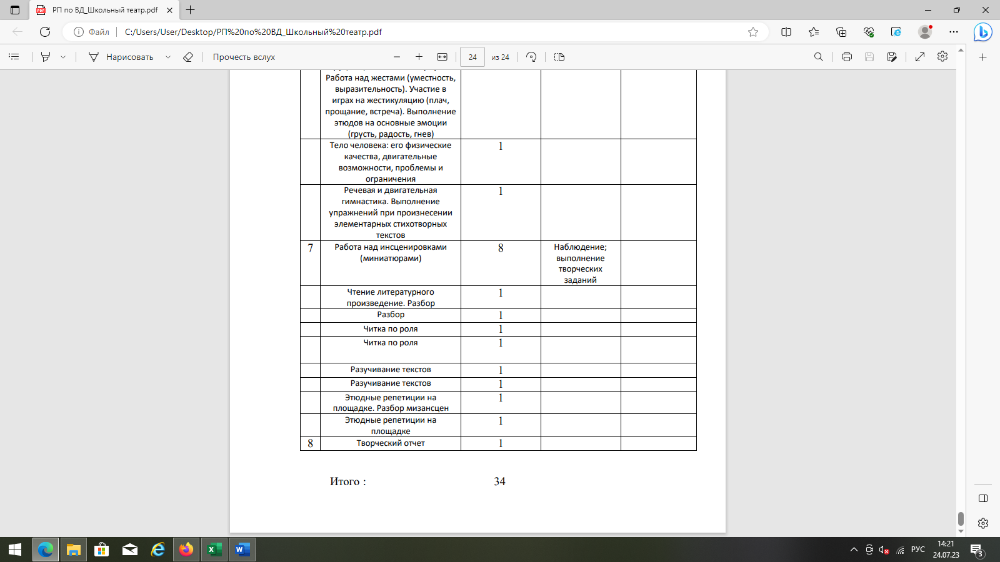 РП по ВД_Школьный театр.pdf
Файл
C:/Users/User/Desktop/РП%20по%20ВД_Школьный%20театр.pdf
Нарисовать
Прочесть вслух
24
из 24
Работа над жестами (уместность,
выразительность). Участие в
играх на жестикуляцию (плач,
прощание, встреча). Выполнение
этюдов на основные эмоции
(грусть, радость, гнев)
Тело человека: его физические
качества, двигательные
возможности, проблемы и
ограничения
1
Речевая и двигательная
гимнастика. Выполнение
упражнений при произнесении
элементарных стихотворных
текстов
1
7
Работа над инсценировками
(миниатюрами)
8
Наблюдение;
выполнение
творческих
заданий
Чтение литературного
произведение. Разбор
1
Разбор
1
Читка по роля
1
Читка по роля
1
Разучивание текстов
1
Разучивание текстов
1
Этюдные репетиции на
площадке. Разбор мизансцен
1
Этюдные репетиции на
площадке
1
8
Творческий отчет
1
Итого :
34
РУС
14:21
24.07.23
3